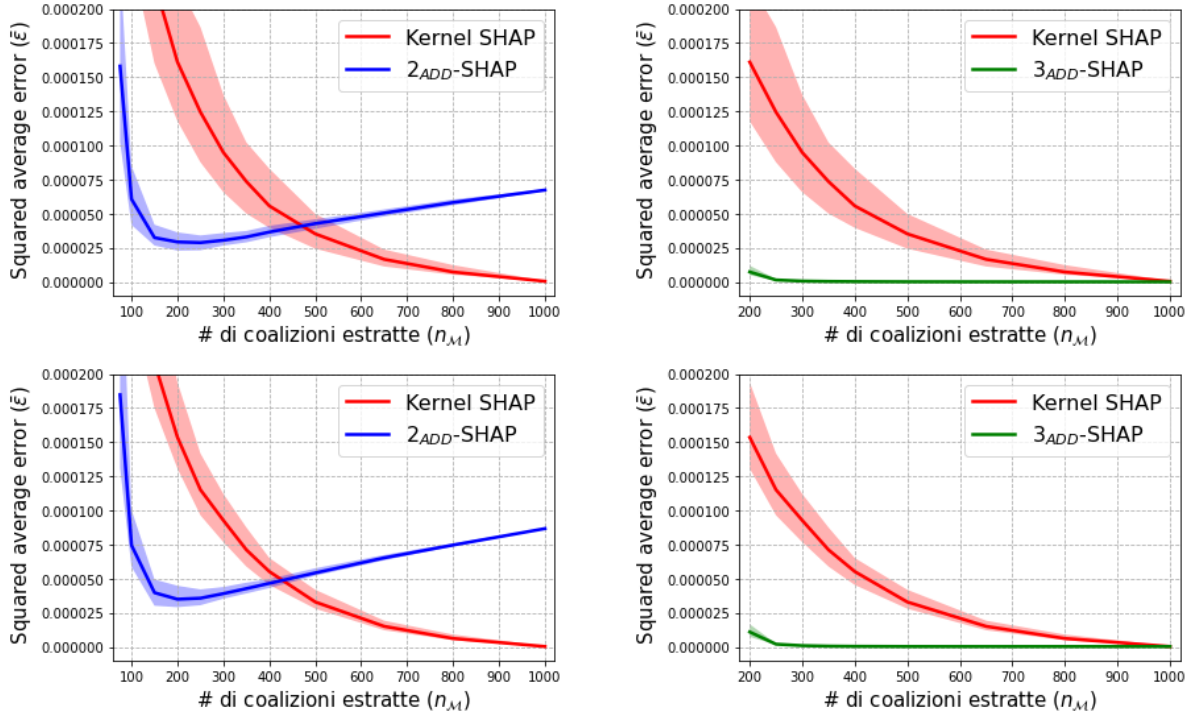 0.000200
0.000175
0.000150
0.000125
0.000100
0.000075
0.000050
0.000025
0.000000
Squared average error (ε̄)
Kernel SHAP
2ADD-SHAP
100 200 300 400 500 600 700 800 900 1000
# di coalizioni estratte (nℳ)
0.000200
0.000175
0.000150
0.000125
0.000100
0.000075
0.000050
0.000025
0.000000
Squared average error (ε̄)
Kernel SHAP
3ADD-SHAP
200 300 400 500 600 700 800 900 1000
# di coalizioni estratte (nℳ)
0.000200
0.000175
0.000150
0.000125
0.000100
0.000075
0.000050
0.000025
0.000000
Squared average error (ε̄)
Kernel SHAP
2ADD-SHAP
100 200 300 400 500 600 700 800 900 1000
# di coalizioni estratte (nℳ)
0.000200
0.000175
0.000150
0.000125
0.000100
0.000075
0.000050
0.000025
0.000000
Squared average error (ε̄)
Kernel SHAP
3ADD-SHAP
200 300 400 500 600 700 800 900 1000
# di coalizioni estratte (nℳ)